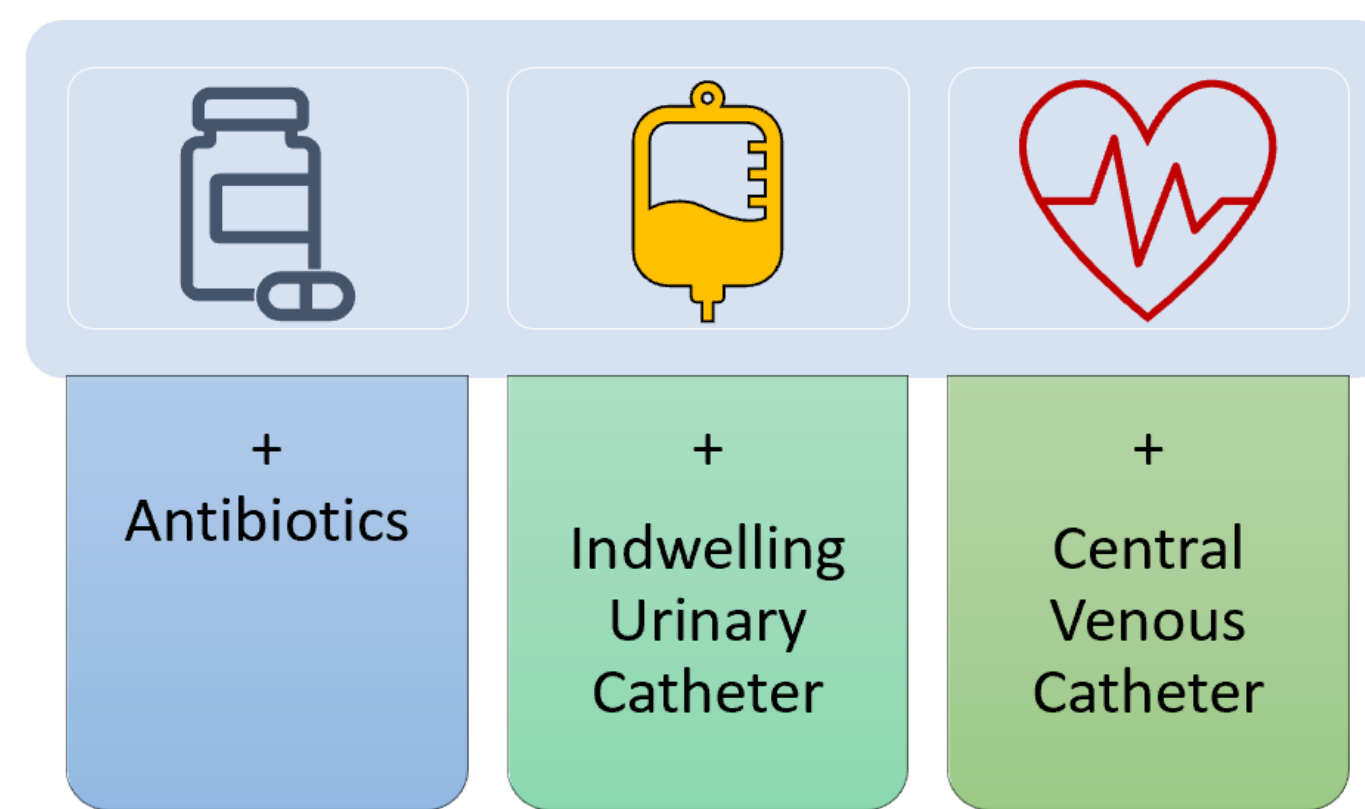 +
Antibiotics
+
Indwelling
Urinary
Catheter
+
Central
Venous
Catheter